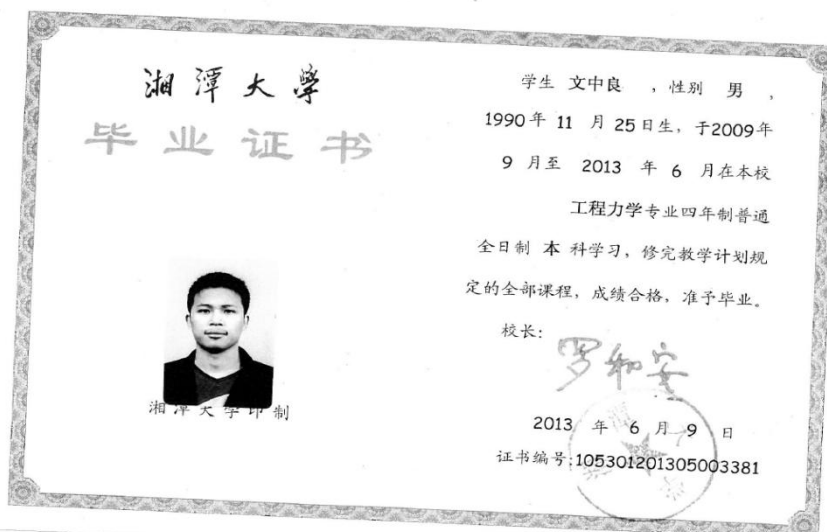 湘潭大學
毕业证书
湘潭大学印制
学生 文中良 ，性别 男 ，
1990年 11 月 25日生，于2009年
9 月至 2013 年 6 月在本校
工程力学专业四年制普通
全日制 本 科学习，修完教学计划规
定的全部课程，成绩合格，准予毕业。
校长：
罗和安
2013 年 6 月 9 日
证书编号:105301201305003381